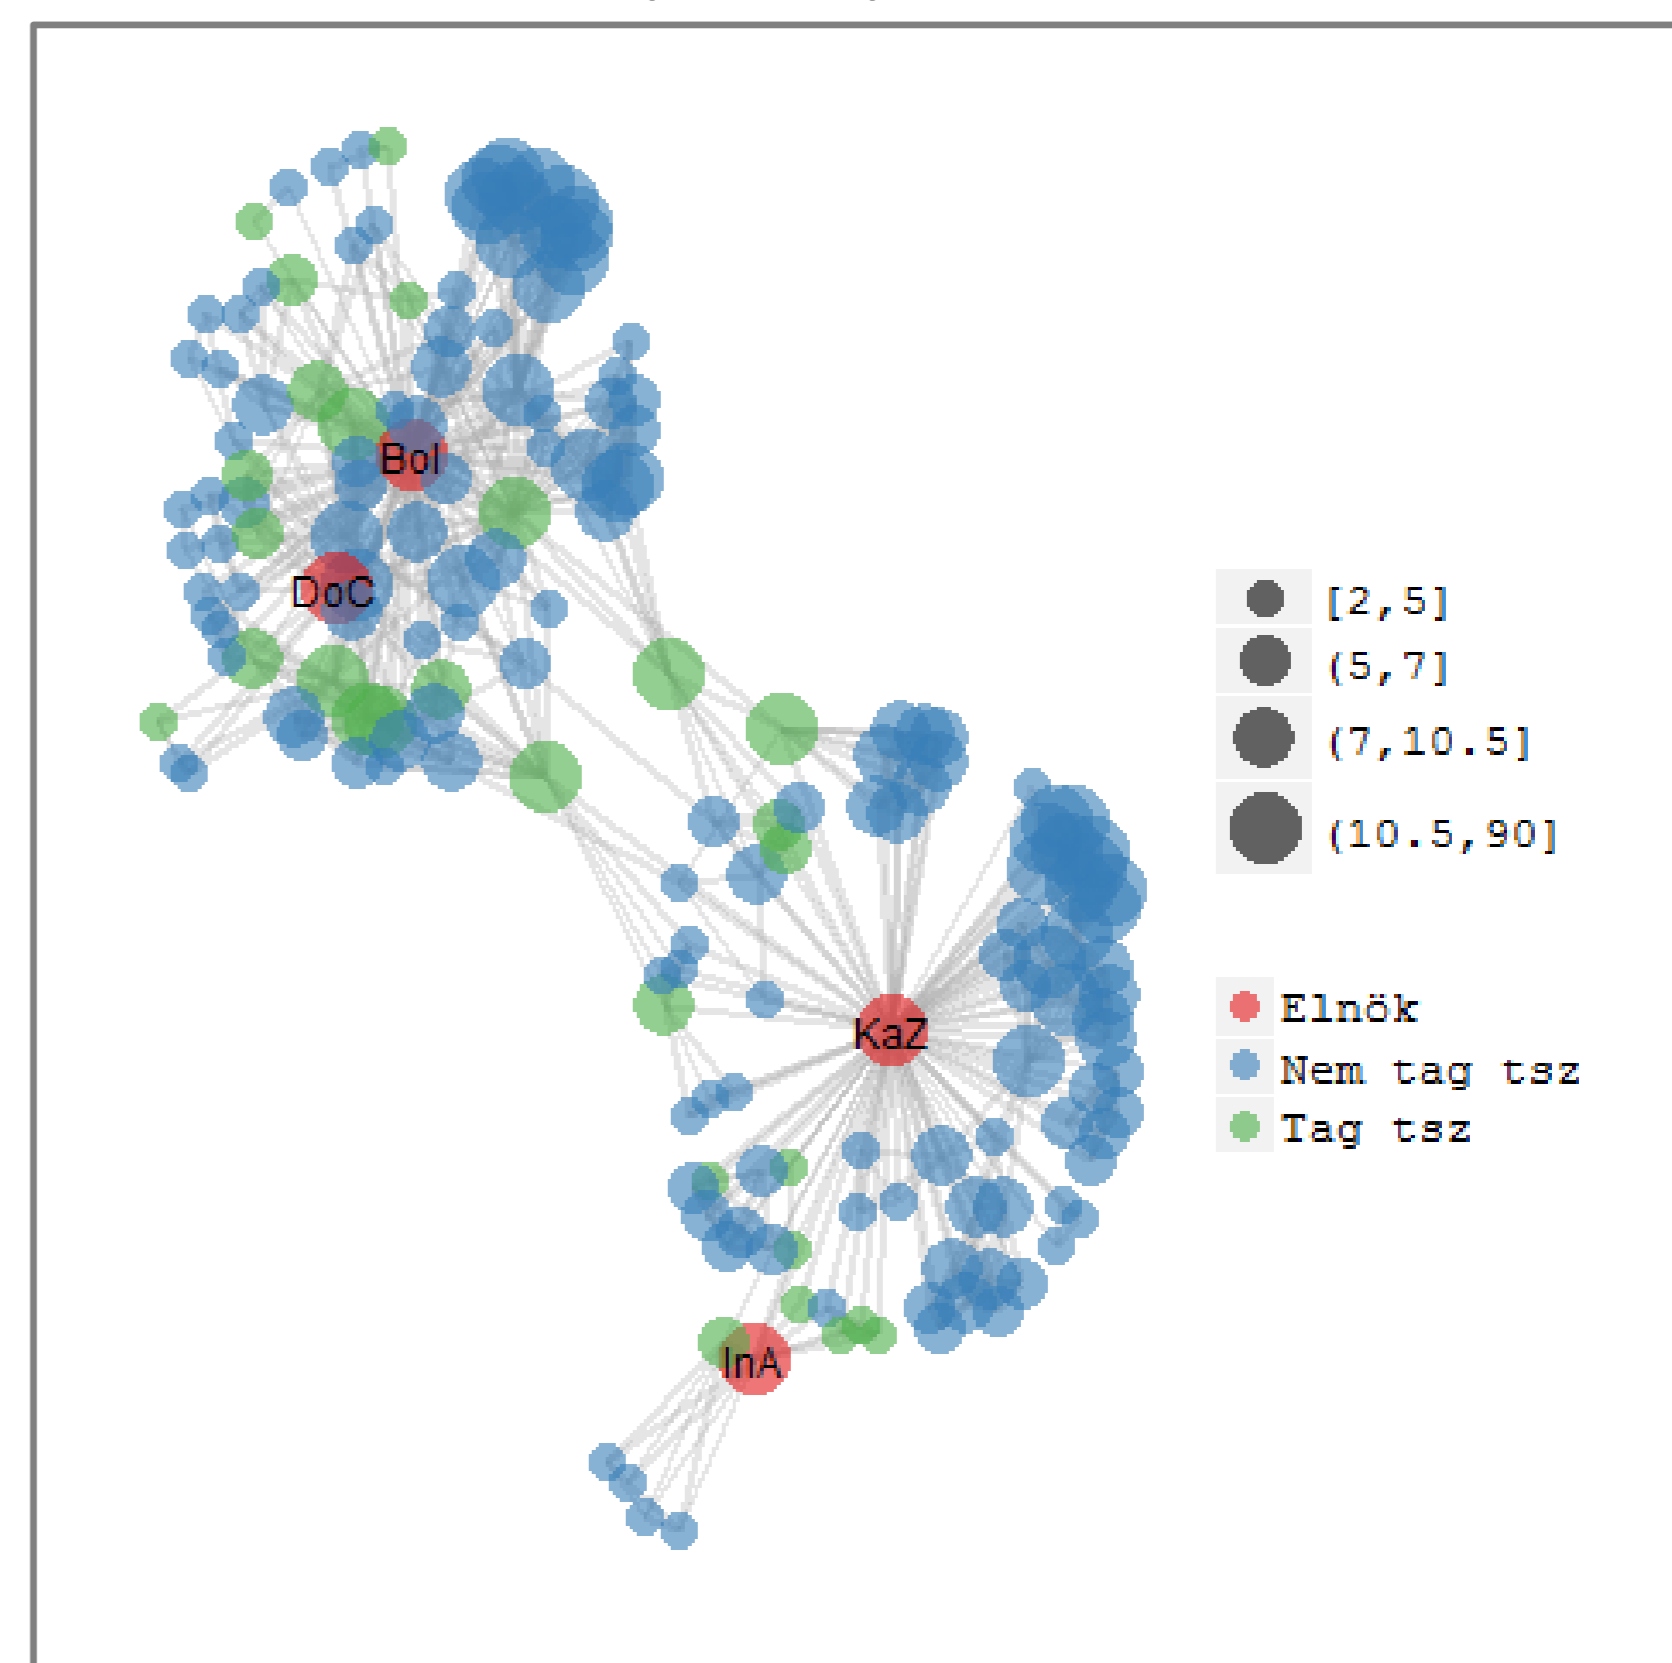 BoI
DoC
KaZ
InA
[2,5]
(5,7]
(7,10.5]
(10.5,90]
Elnök
Nem tag tsz
Tag tsz